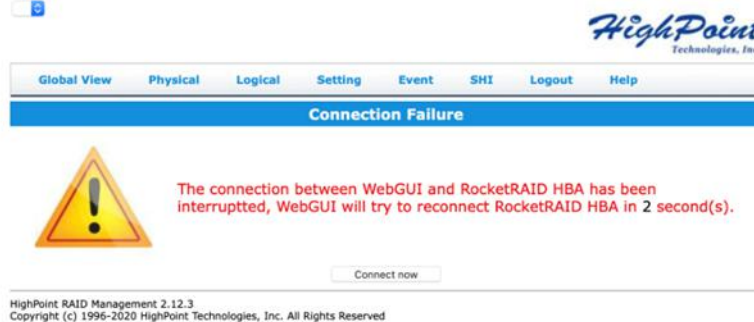 HighPoint
Technologies, Inc
Global View Physical Logical Setting Event SHI Logout Help
Connection Failure
The connection between WebGUI and RocketRAID HBA has been
interruptted, WebGUI will try to reconnect RocketRAID HBA in 2 second(s).
Connect now
HighPoint RAID Management 2.12.3
Copyright (c) 1996-2020 HighPoint Technologies, Inc. All Rights Reserved